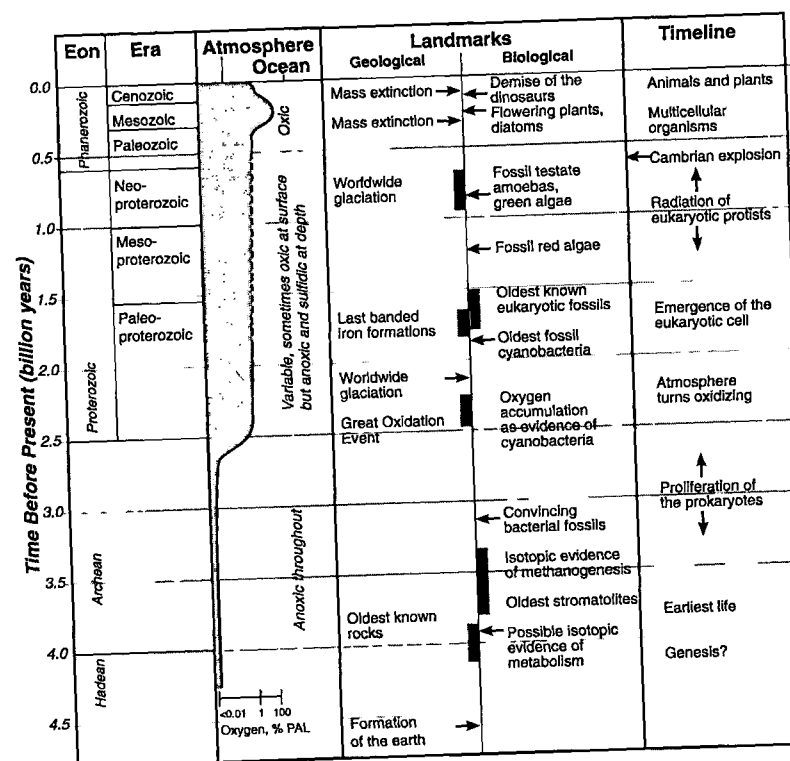 Eon
Era
Atmosphere
Ocean
Landmarks
Geological
Biological
Timeline
Time Before Present (billion years)
0.0
0.5
1.0
1.5
2.0
2.5
3.0
3.5
4.0
4.5
Phanerozoic
Proterozoic
Archean
Hadean
Cenozoic
Mesozoic
Paleozoic
Neo-
proterozoic
Meso-
proterozoic
Paleo-
proterozoic
Oxic
Variable, sometimes oxic at surface
but anoxic and sulfidic at depth
Anoxic throughout
<0.01 1 100
Oxygen, % PAL
Mass extinction
Mass extinction
Worldwide
glaciation
Last banded
iron formations
Worldwide
glaciation
Great Oxidation
Event
Oldest known
rocks
Formation
of the earth
Demise of the
dinosaurs
Flowering plants,
diatoms
Fossil testate
amoebas,
green algae
Fossil red algae
Oldest known
eukaryotic fossils
Oldest fossil
cyanobacteria
Oxygen
accumulation
as evidence of
cyanobacteria
Convincing
bacterial fossils
Isotopic evidence
of methanogenesis
Oldest stromatolites
Possible isotopic
evidence of
metabolism
Animals and plants
Multicellular
organisms
Cambrian explosion
Radiation of
eukaryotic protists
Emergence of the
eukaryotic cell
Atmosphere
turns oxidizing
Proliferation of
the prokaryotes
Earliest life
Genesis?